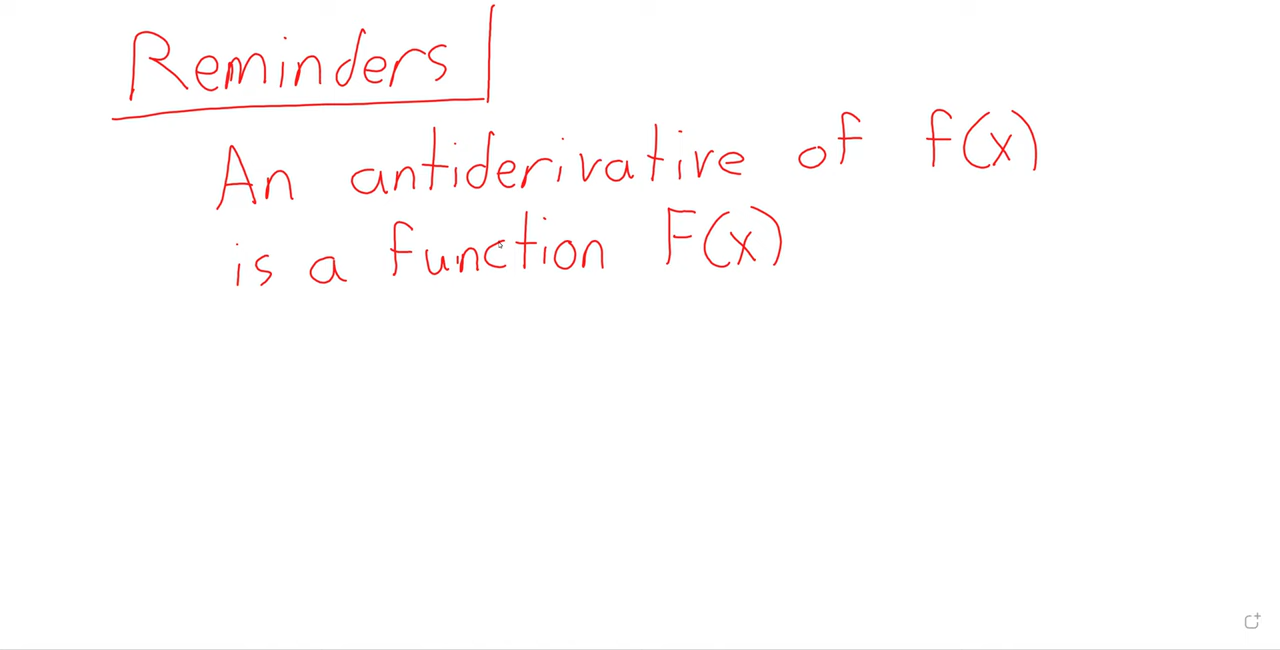 Reminders
An antiderivative of f(x)
is a function F(x)